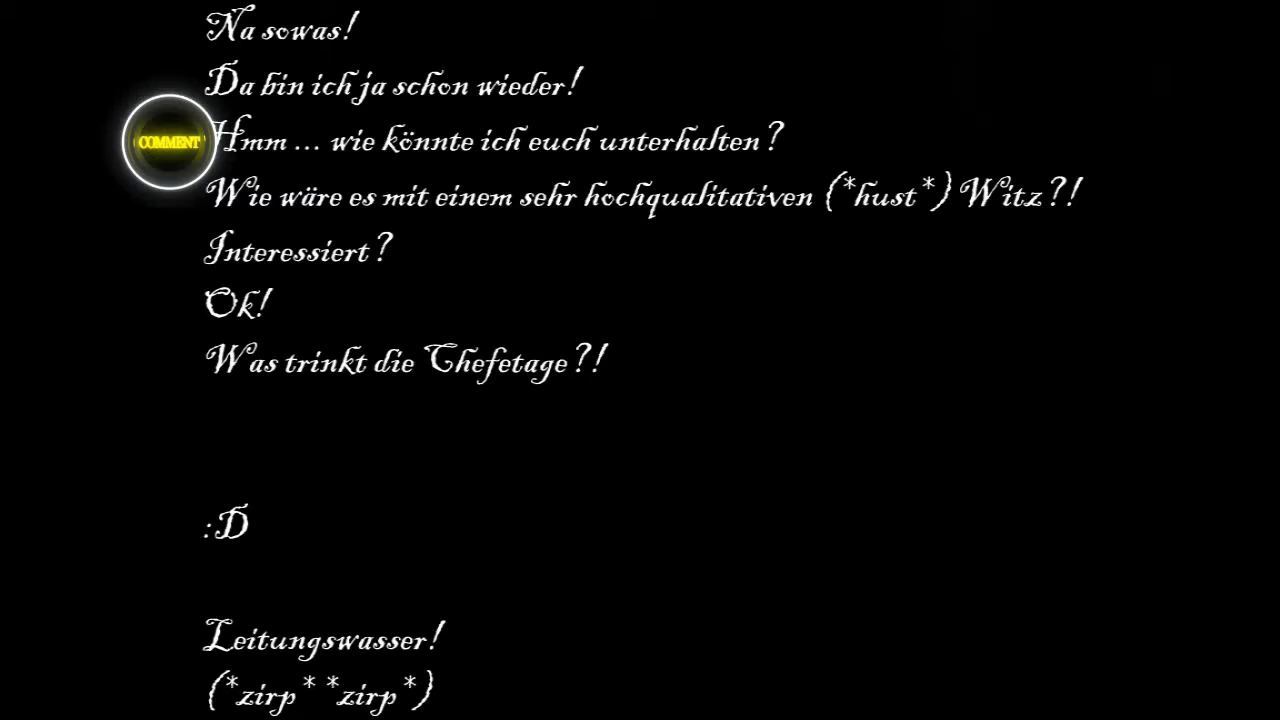 Na sowas!
Da bin ich ja schon wieder!
COMMENT
Hmm ... wie könnte ich euch unterhalten?
Wie wäre es mit einem sehr hochqualitativen (*hust*) Witz?!
Interessiert?
Ok!
Was trinkt die Chefetage?!
:D
Leitungswasser!
(*zirp* *zirp*)